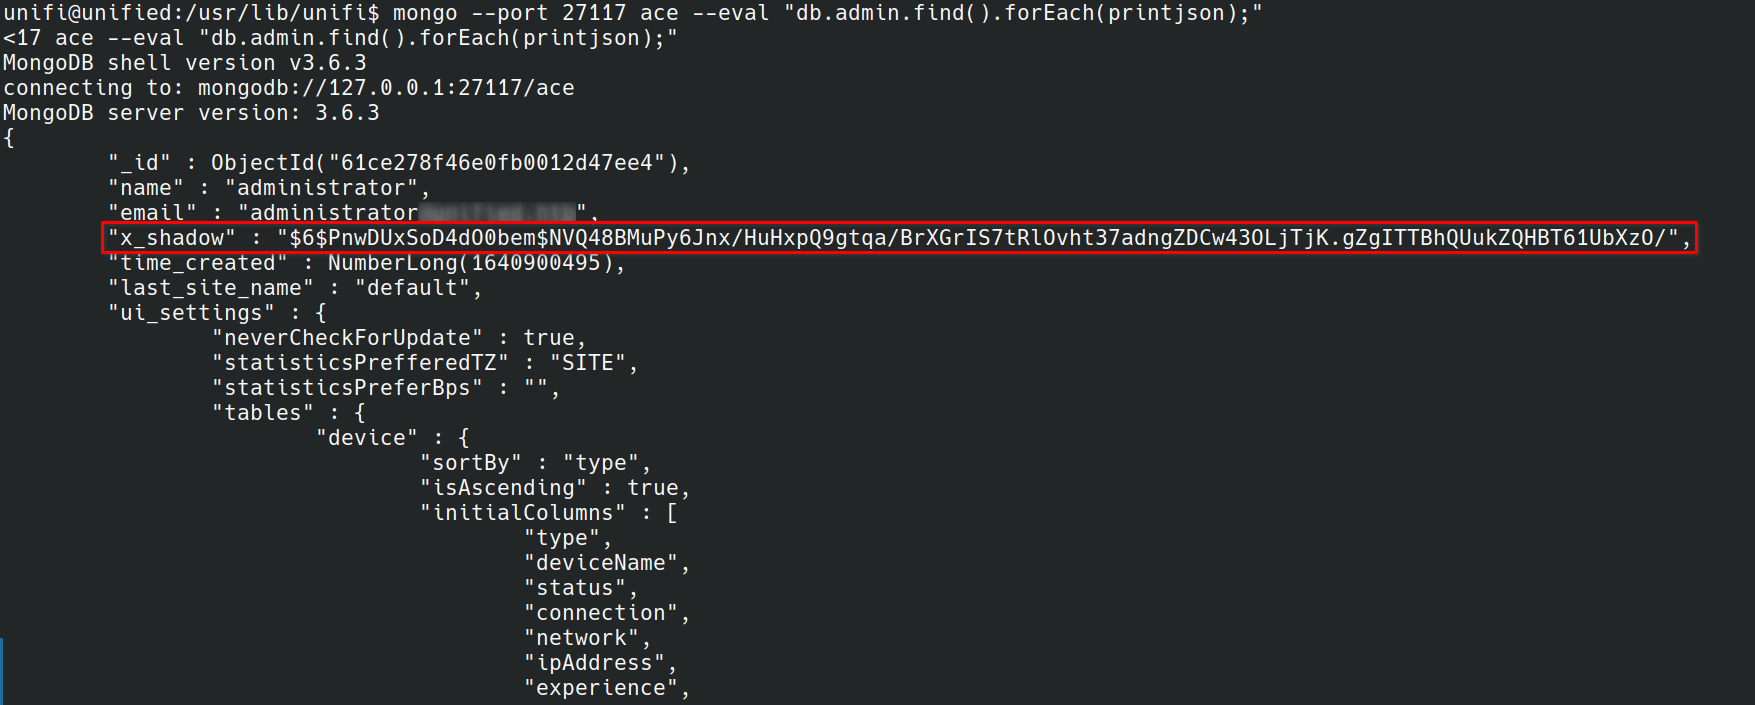 unifi@unified:/usr/lib/unifi$ mongo --port 27117 ace --eval "db.admin.find().forEach(printjson);"
<17 ace --eval "db.admin.find().forEach(printjson);"
MongoDB shell version v3.6.3
connecting to: mongodb://127.0.0.1:27117/ace
MongoDB server version: 3.6.3
{
"_id" : ObjectId("61ce278f46e0fb0012d47ee4"),
"name" : "administrator",
"email" : "administrator",
"x_shadow" : "$6$PnwDUxSoD4dO0bem$NVQ48BMuPy6Jnx/HuHxpQ9gtqa/BrXGrIS7tRlOvht37adngZDCw43OLjTjK.gZgITTBhQUukZQHBT61UbXzO/",
"time_created" : NumberLong(1640900495),
"last_site_name" : "default",
"ui_settings" : {
"neverCheckForUpdate" : true,
"statisticsPrefferedTZ" : "SITE",
"statisticsPreferBps" : "",
"tables" : {
"device" : {
"sortBy" : "type",
"isAscending" : true,
"initialColumns" : [
"type",
"deviceName",
"status",
"connection",
"network",
"ipAddress",
"experience",